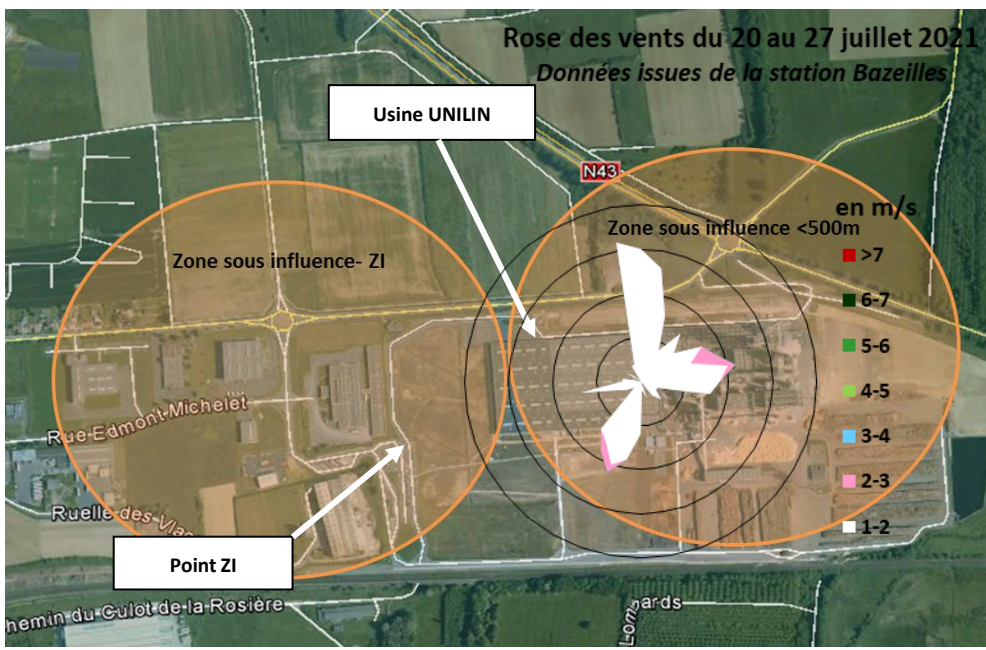 Rose des vents du 20 au 27 juillet 2021
Données issues de la station Bazeilles
Usine UNILIN
N43
en m/s
Zone sous influence <500m
Zone sous influence- ZI
>7
6-7
5-6
4-5
3-4
2-3
1-2
Rue Edmont Michelet
Ruelle des Vlas
Point ZI
hemin du Culot de la Rosière
ards